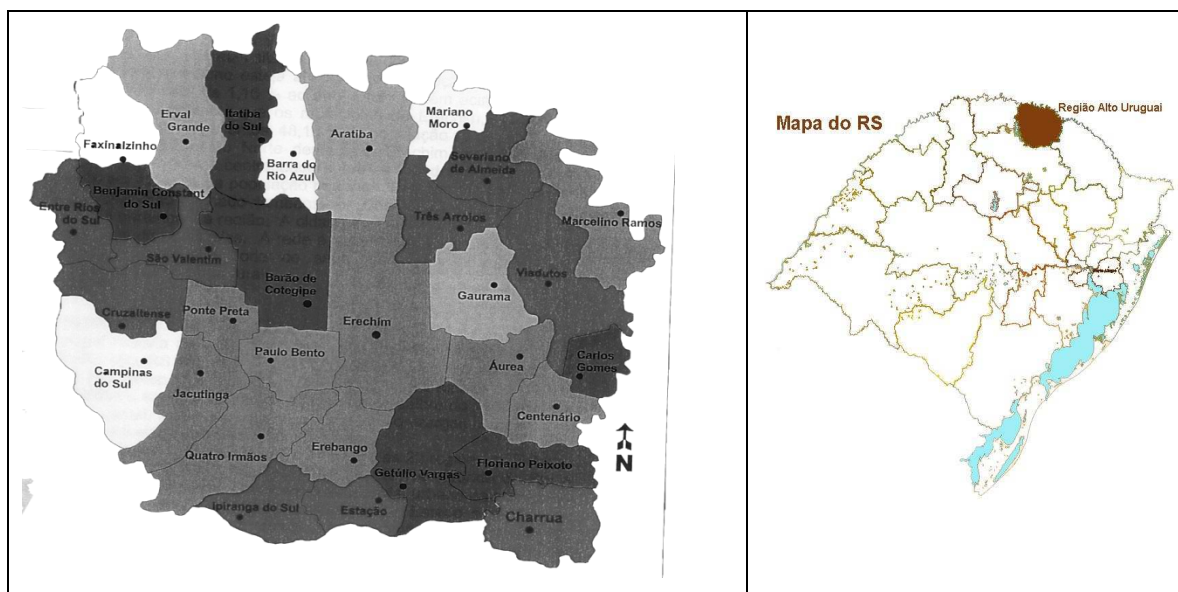 Erval
Grande
Itatiba
do Sul
Aratiba
Mariano
Moro
Faxinalzinho
Barra do
Rio Azul
Severiano
de Almeida
Benjamin Constant
do Sul
Entre Rios
do Sul
Três Arroios
Marcelino Ramos
São Valentim
Barão de
Cotegipe
Viadutos
Gaurama
Cruzaltense
Ponte Preta
Erechim
Paulo Bento
Áurea
Carlos
Gomes
Campinas
do Sul
Jacutinga
Centenário
Quatro Irmãos
Erebango
N
Getúlio Vargas
Floriano Peixoto
Ipiranga do Sul
Estação
Charrua
Mapa do RS
Região Alto Uruguai